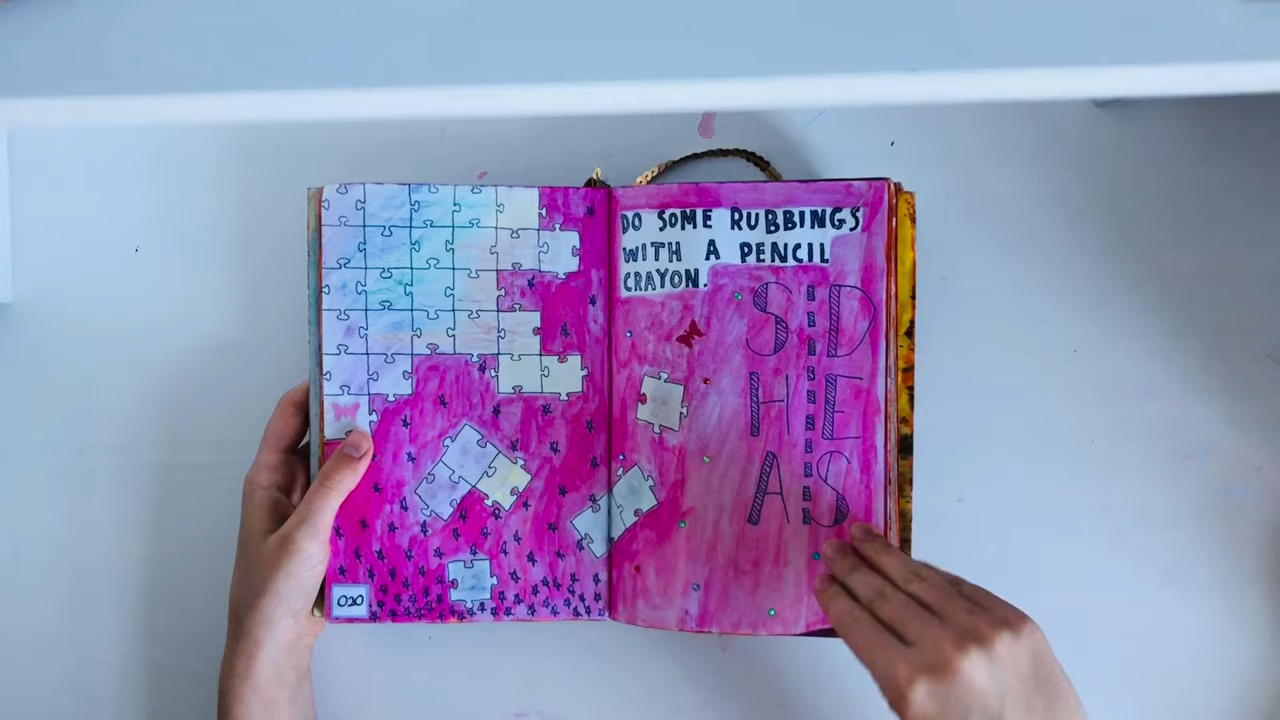 020
DO SOME RUBBINGS
WITH A PENCIL
CRAYON.
S D
H E
A S